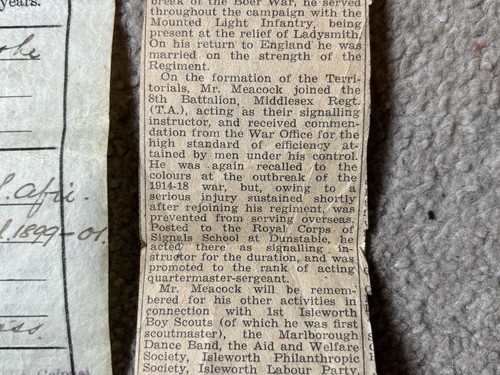 years.
S. afri.
1899-01.
break of the Boer War, he served
throughout the campaign with the
Mounted Light Infantry, being
present at the relief of Ladysmith.
On his return to England he was
married on the strength of the
Regiment.
On the formation of the Terri-
torials, Mr. Meacock joined the
8th Battalion, Middlesex Regt.
(T.A.), acting as their signalling
instructor, and received commen-
dation from the War Office for the
high standard of efficiency at-
tained by men under his control.
He was again recalled to the
colours at the outbreak of the
1914-18 war, but, owing to a
serious injury sustained shortly
after rejoining his regiment, was
prevented from serving overseas.
Posted to the Royal Corps of
Signals School at Dunstable, he
acted there as signalling in-
structor for the duration, and was
promoted to the rank of acting
quartermaster-sergeant.
Mr. Meacock will be remem-
bered for his other activities in
connection with 1st Isleworth
Boy Scouts (of which he was first
scoutmaster), the Marlborough
Dance Band, the Aid and Welfare
Society, Isleworth Philanthropic
Society, Isleworth Labour Party,